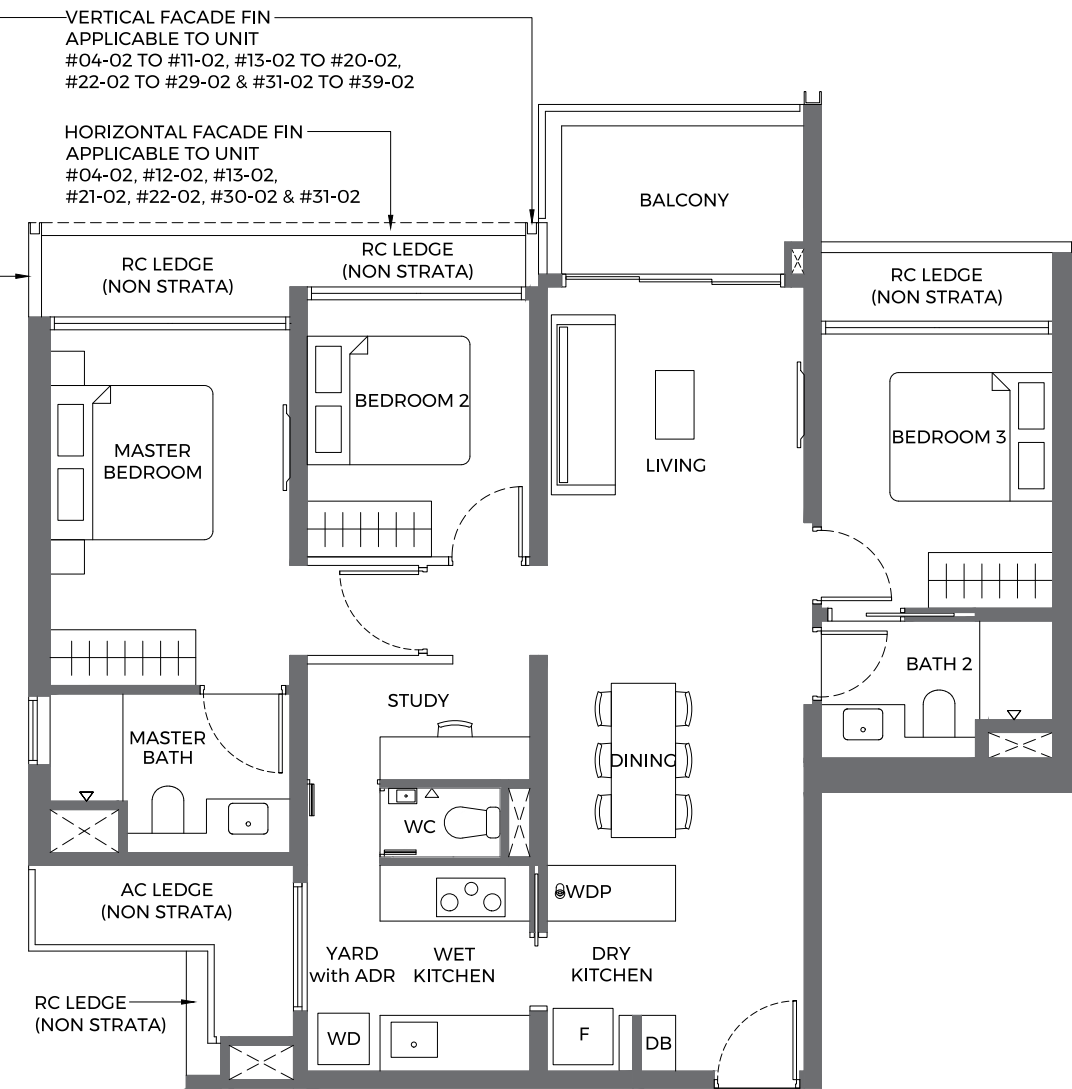 VERTICAL FACADE FIN
APPLICABLE TO UNIT
#04-02 TO #11-02, #13-02 TO #20-02,
#22-02 TO #29-02 & #31-02 TO #39-02
HORIZONTAL FACADE FIN
APPLICABLE TO UNIT
#04-02, #12-02, #13-02,
#21-02, #22-02, #30-02 & #31-02
BALCONY
RC LEDGE
(NON STRATA)
RC LEDGE
(NON STRATA)
RC LEDGE
(NON STRATA)
MASTER
BEDROOM
BEDROOM 2
LIVING
BEDROOM 3
STUDY
BATH 2
MASTER
BATH
DINING
WC
AC LEDGE
(NON STRATA)
WDP
YARD
with ADR
WET
KITCHEN
DRY
KITCHEN
RC LEDGE
(NON STRATA)
WD
F
DB